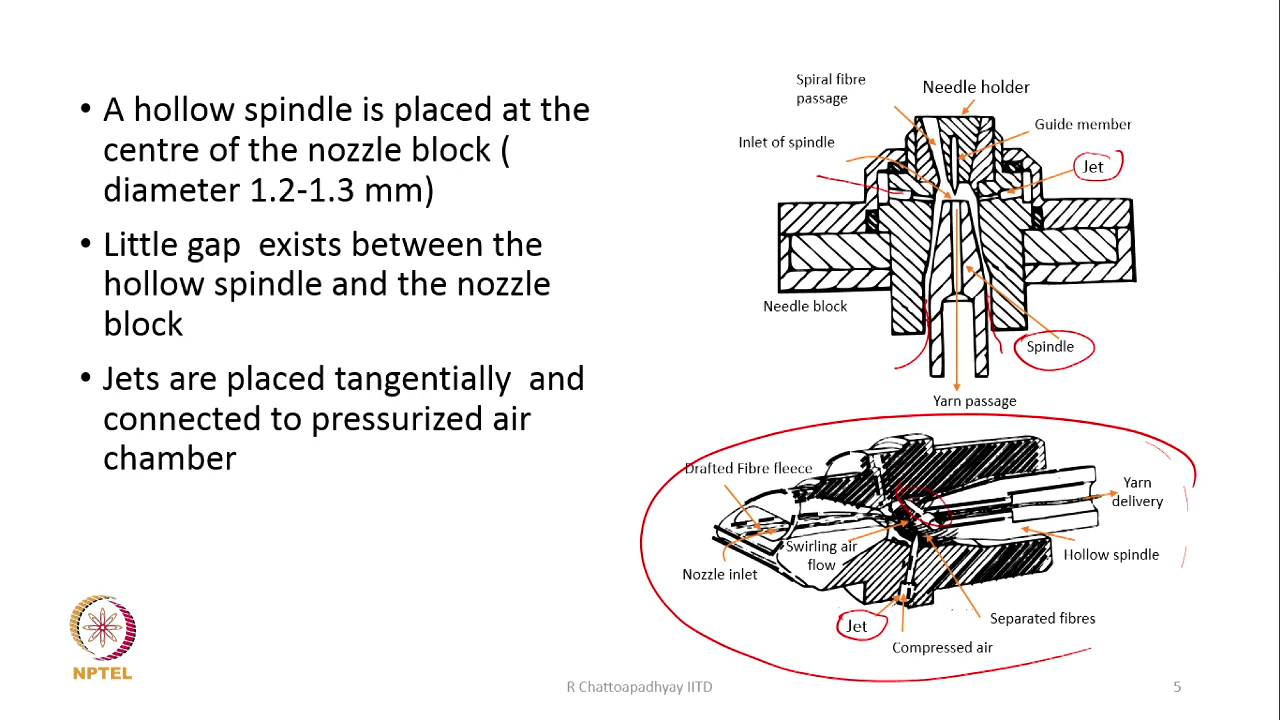 • A hollow spindle is placed at the
centre of the nozzle block (
diameter 1.2-1.3 mm)
• Little gap exists between the
hollow spindle and the nozzle
block
• Jets are placed tangentially and
connected to pressurized air
chamber
Spiral fibre
passage
Needle holder
Guide member
Inlet of spindle
Jet
Needle block
Spindle
Yarn passage
Drafted Fibre fleece
Yarn
delivery
Swirling air
flow
Hollow spindle
Nozzle inlet
Separated fibres
Jet
Compressed air
NPTEL
R Chattoapadhyay IITD
5